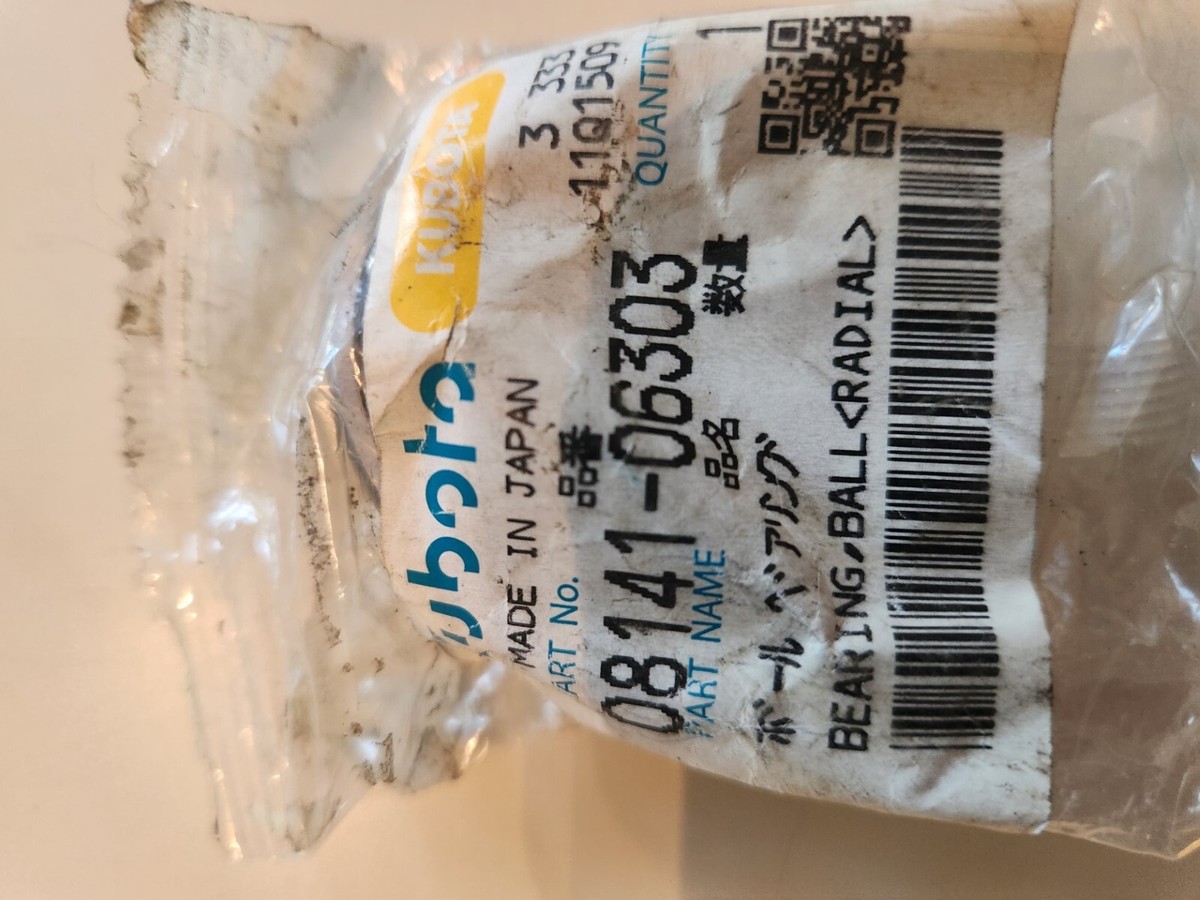 Kubota KUBOTA
MADE IN JAPAN 3 333
PART No. 品番 11Q1509
08141-06303 QUANTITY
PART NAME 品名 数量 1
ボール ベアリング
BEARING,BALL<RADIAL>